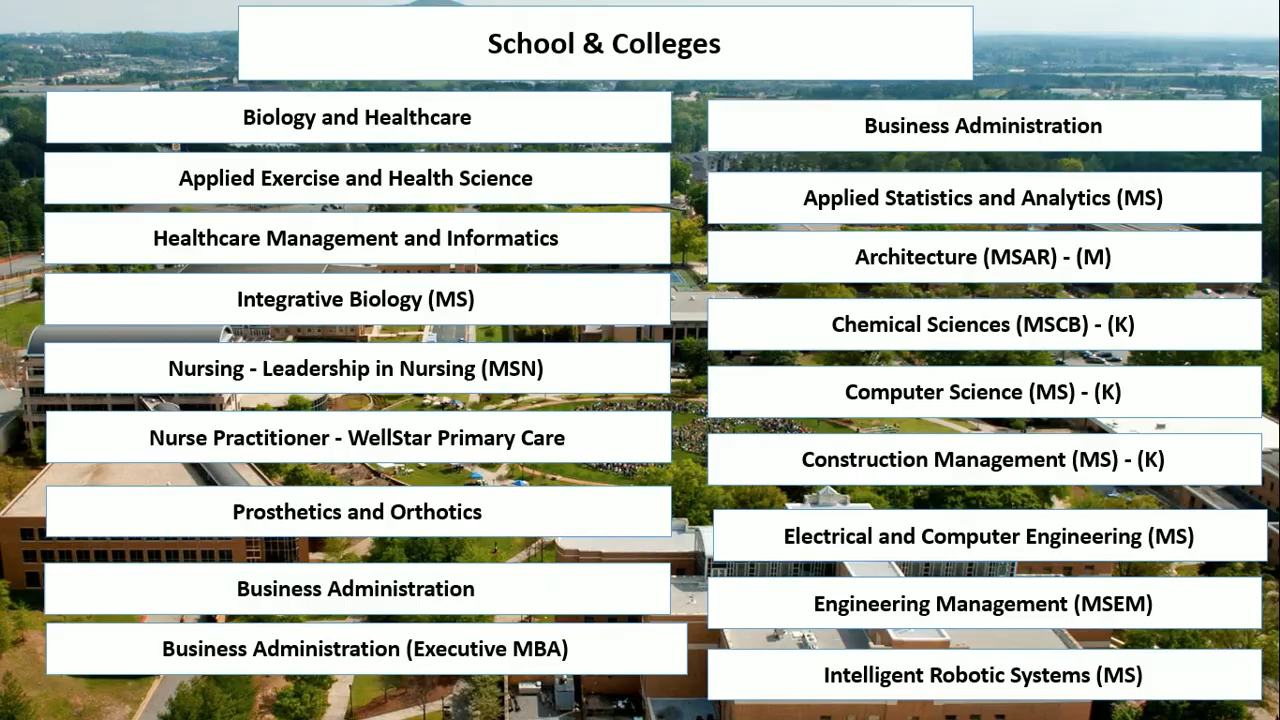 School & Colleges
Biology and Healthcare
Applied Exercise and Health Science
Healthcare Management and Informatics
Integrative Biology (MS)
Nursing - Leadership in Nursing (MSN)
Nurse Practitioner - WellStar Primary Care
Prosthetics and Orthotics
Business Administration
Business Administration (Executive MBA)
Business Administration
Applied Statistics and Analytics (MS)
Architecture (MSAR) - (M)
Chemical Sciences (MSCB) - (K)
Computer Science (MS) - (K)
Construction Management (MS) - (K)
Electrical and Computer Engineering (MS)
Engineering Management (MSEM)
Intelligent Robotic Systems (MS)